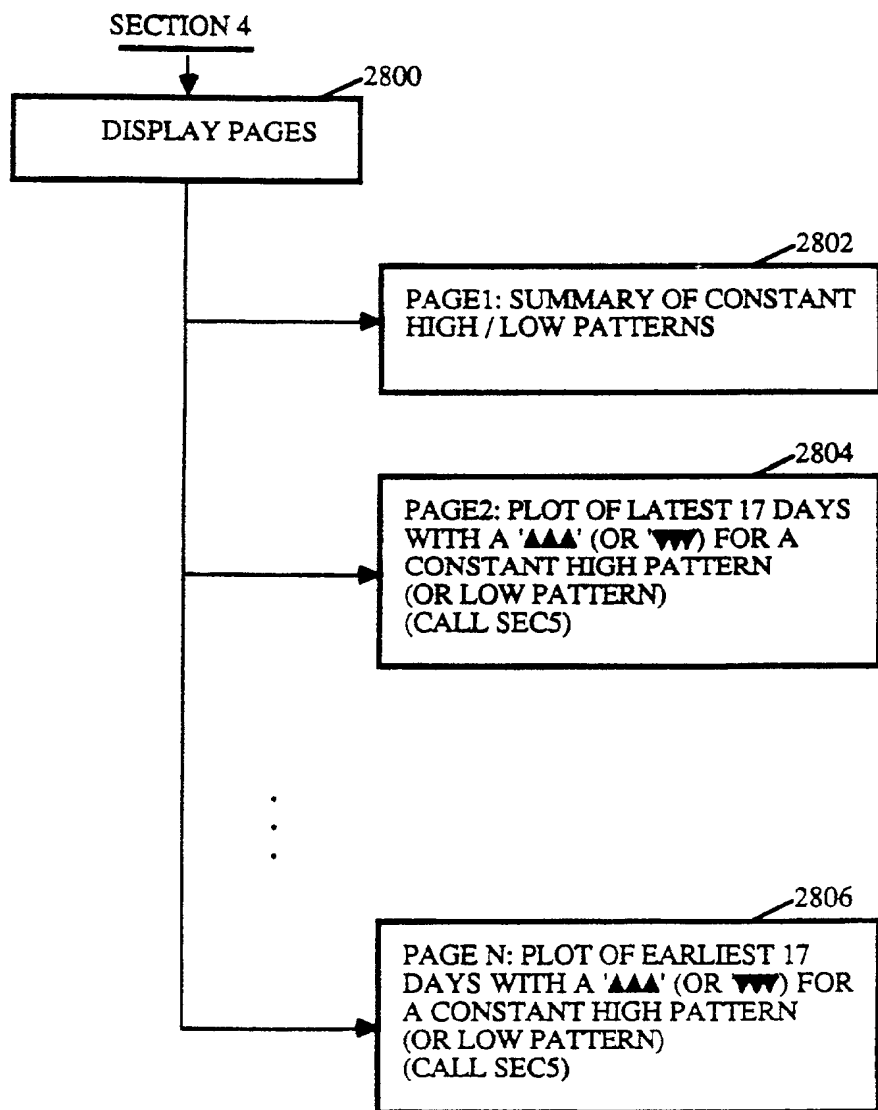 SECTION 4
2800
DISPLAY PAGES
2802
PAGE1: SUMMARY OF CONSTANT
HIGH / LOW PATTERNS
2804
PAGE2: PLOT OF LATEST 17 DAYS
WITH A '▲▲▲' (OR '▼▼▼') FOR A
CONSTANT HIGH PATTERN
(OR LOW PATTERN)
(CALL SEC5)
2806
PAGE N: PLOT OF EARLIEST 17
DAYS WITH A '▲▲▲' (OR ▼▼▼) FOR
A CONSTANT HIGH PATTERN
(OR LOW PATTERN)
(CALL SEC5)